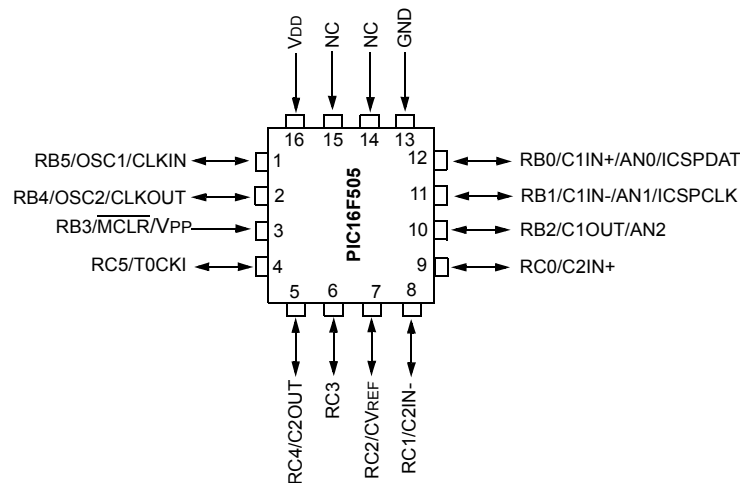 VDD
NC
NC
GND
16
15
14
13
RB5/OSC1/CLKIN
1
12
RB0/C1IN+/AN0/ICSPDAT
RB4/OSC2/CLKOUT
2
11
RB1/C1IN-/AN1/ICSPCLK
RB3/MCLR/VPP
3
10
RB2/C1OUT/AN2
RC5/T0CKI
4
9
RC0/C2IN+
PIC16F505
5
6
7
8
RC4/C2OUT
RC3
RC2/CVREF
RC1/C2IN-